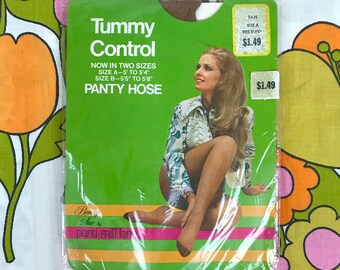 Tummy
Control
NOW IN TWO SIZES
SIZE A—5' TO 5'4"
SIZE B—5'5" TO 5'8"
PANTY HOSE
SIZE A
$1.49
$1.49